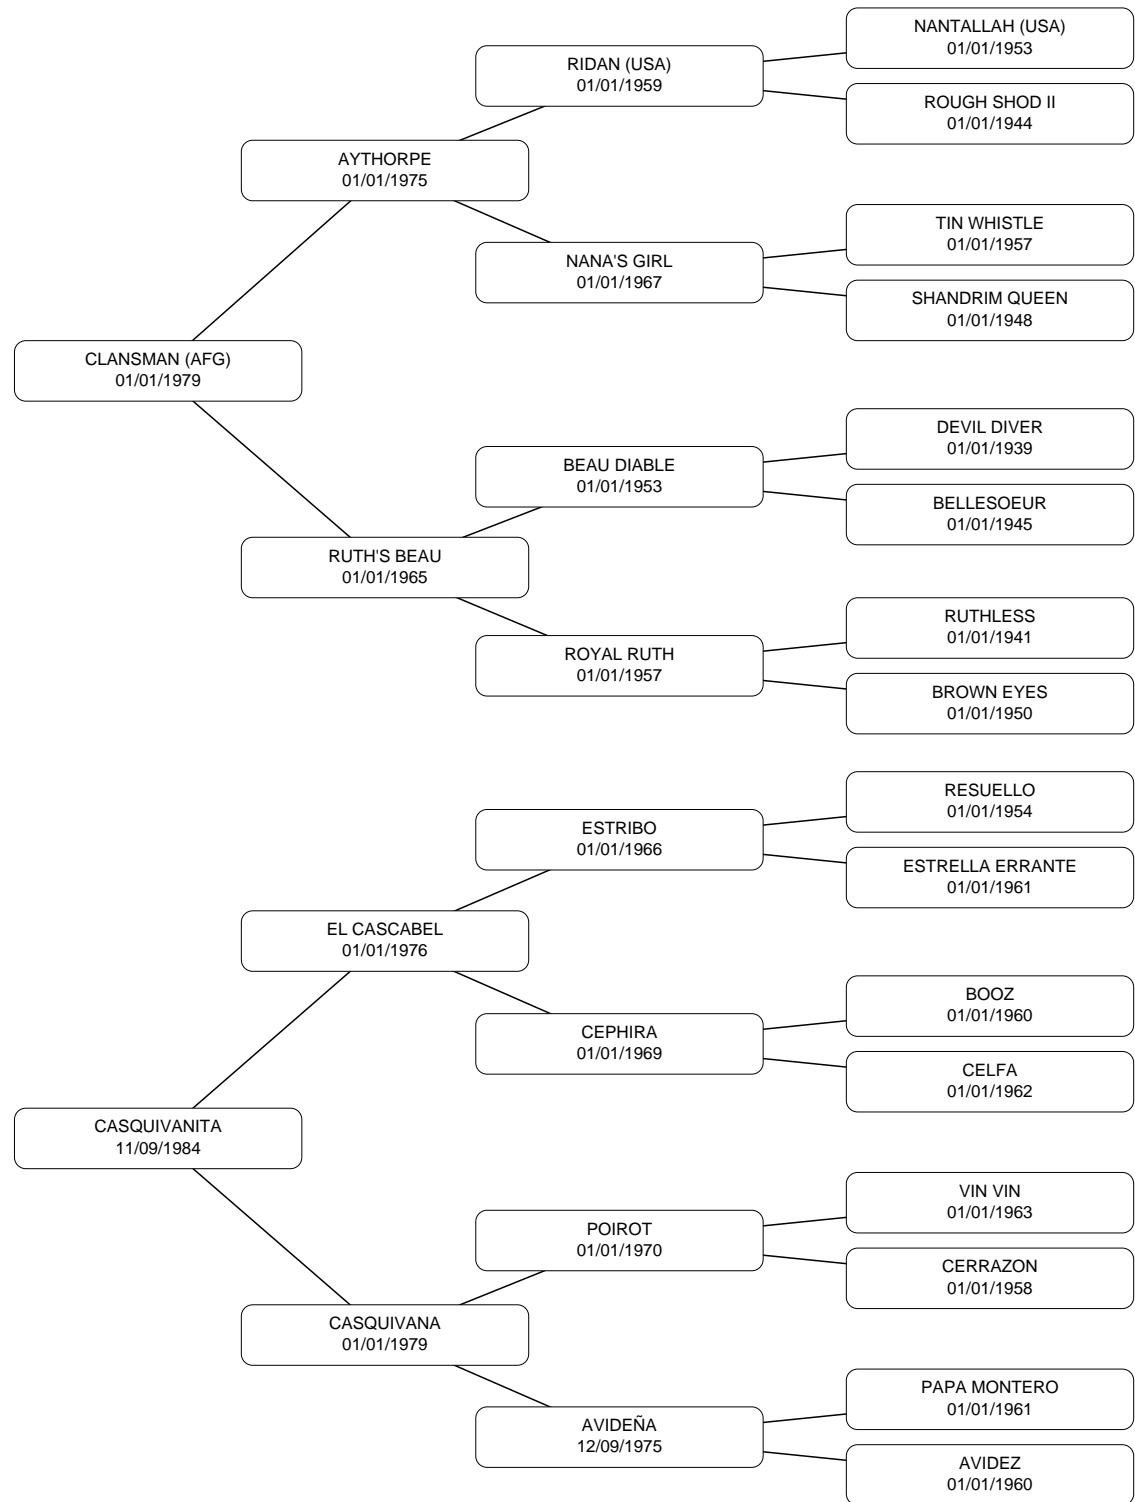 NANTALLAH (USA)
01/01/1953
RIDAN (USA)
01/01/1959
ROUGH SHOD II
01/01/1944
AYTHORPE
01/01/1975
TIN WHISTLE
01/01/1957
NANA'S GIRL
01/01/1967
SHANDRIM QUEEN
01/01/1948
CLANSMAN (AFG)
01/01/1979
DEVIL DIVER
01/01/1939
BEAU DIABLE
01/01/1953
BELLESOEUR
01/01/1945
RUTH'S BEAU
01/01/1965
RUTHLESS
01/01/1941
ROYAL RUTH
01/01/1957
BROWN EYES
01/01/1950
RESUELLO
01/01/1954
ESTRIBO
01/01/1966
ESTRELLA ERRANTE
01/01/1961
EL CASCABEL
01/01/1976
BOOZ
01/01/1960
CEPHIRA
01/01/1969
CELFA
01/01/1962
CASQUIVANITA
11/09/1984
VIN VIN
01/01/1963
POIROT
01/01/1970
CERRAZON
01/01/1958
CASQUIVANA
01/01/1979
PAPA MONTERO
01/01/1961
AVIDEÑA
12/09/1975
AVIDEZ
01/01/1960